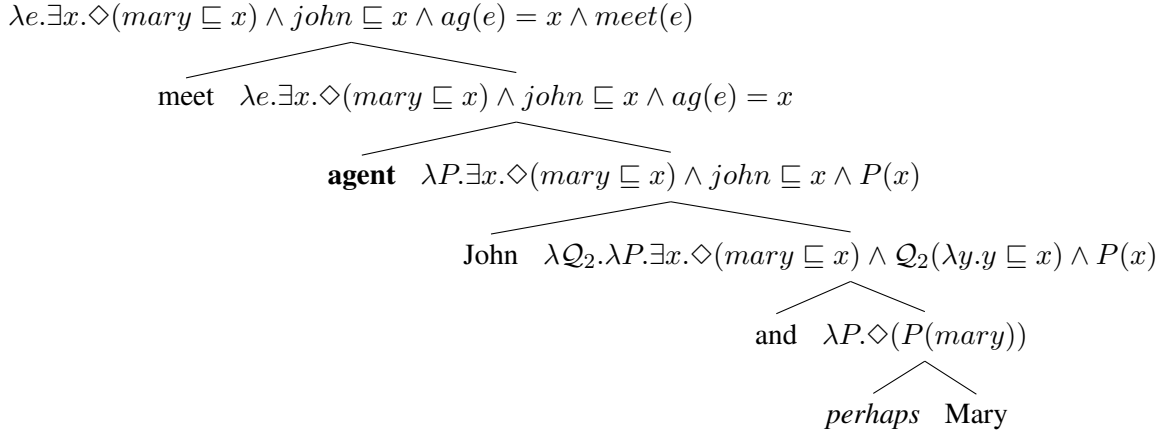 λe.∃x.◇(mary ⊑ x) ∧ john ⊑ x ∧ ag(e) = x ∧ meet(e)
meet λe.∃x.◇(mary ⊑ x) ∧ john ⊑ x ∧ ag(e) = x
agent λP.∃x.◇(mary ⊑ x) ∧ john ⊑ x ∧ P(x)
John λ𝒬₂.λP.∃x.◇(mary ⊑ x) ∧ 𝒬₂(λy.y ⊑ x) ∧ P(x)
and λP.◇(P(mary))
perhaps Mary